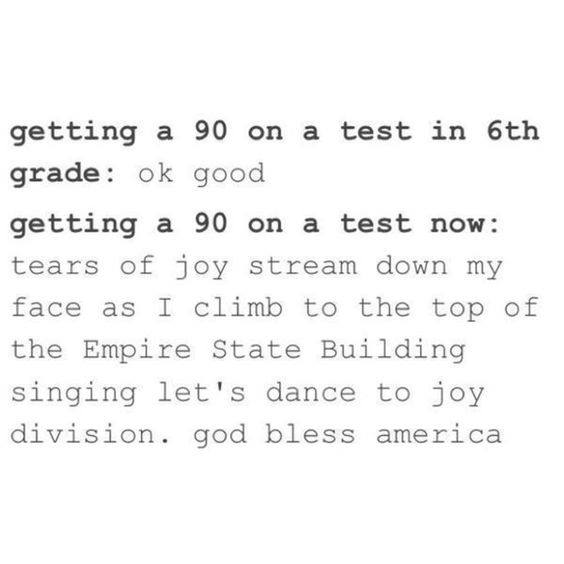 getting a 90 on a test in 6th
grade: ok good
getting a 90 on a test now:
tears of joy stream down my
face as I climb to the top of
the Empire State Building
singing let's dance to joy
division. god bless america